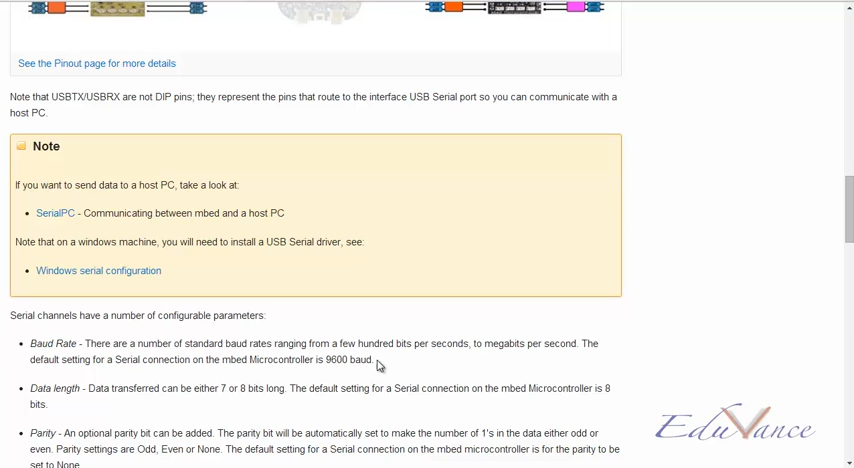 See the Pinout page for more details
Note that USBTX/USBRX are not DIP pins; they represent the pins that route to the interface USB Serial port so you can communicate with a
host PC.
Note
If you want to send data to a host PC, take a look at:
• SerialPC - Communicating between mbed and a host PC
Note that on a windows machine, you will need to install a USB Serial driver, see:
• Windows serial configuration
Serial channels have a number of configurable parameters:
• Baud Rate - There are a number of standard baud rates ranging from a few hundred bits per seconds, to megabits per second. The
default setting for a Serial connection on the mbed Microcontroller is 9600 baud.
• Data length - Data transferred can be either 7 or 8 bits long. The default setting for a Serial connection on the mbed Microcontroller is 8
bits.
• Parity - An optional parity bit can be added. The parity bit will be automatically set to make the number of 1's in the data either odd or
even. Parity settings are Odd, Even or None. The default setting for a Serial connection on the mbed microcontroller is for the parity to be
set to None.
EduVance